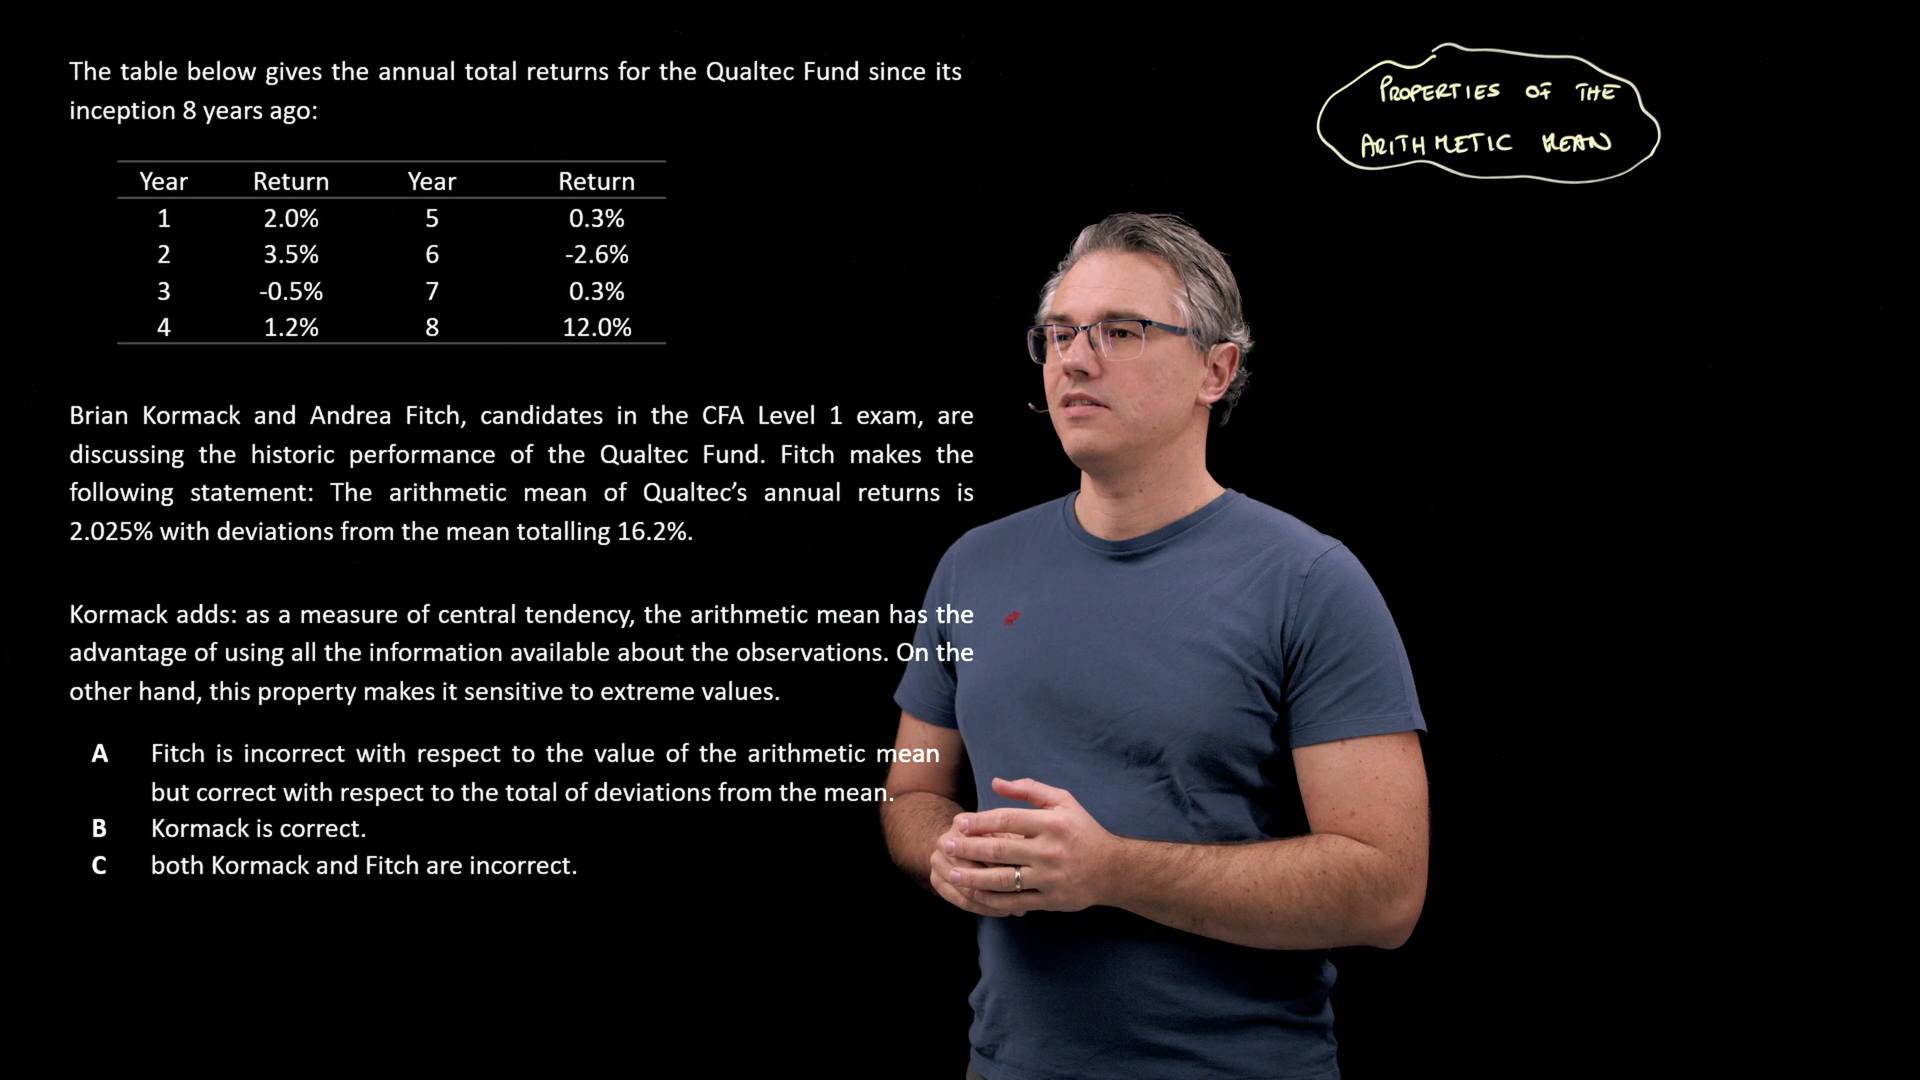 The table below gives the annual total returns for the Qualtec Fund since its
inception 8 years ago:
Year Return Year Return
1 2.0% 5 0.3%
2 3.5% 6 -2.6%
3 -0.5% 7 0.3%
4 1.2% 8 12.0%
Brian Kormack and Andrea Fitch, candidates in the CFA Level 1 exam, are
discussing the historic performance of the Qualtec Fund. Fitch makes the
following statement: The arithmetic mean of Qualtec’s annual returns is
2.025% with deviations from the mean totalling 16.2%.
Kormack adds: as a measure of central tendency, the arithmetic mean has the
advantage of using all the information available about the observations. On the
other hand, this property makes it sensitive to extreme values.
A Fitch is incorrect with respect to the value of the arithmetic mean
but correct with respect to the total of deviations from the mean.
B Kormack is correct.
C both Kormack and Fitch are incorrect.
PROPERTIES OF THE
ARITHMETIC MEAN